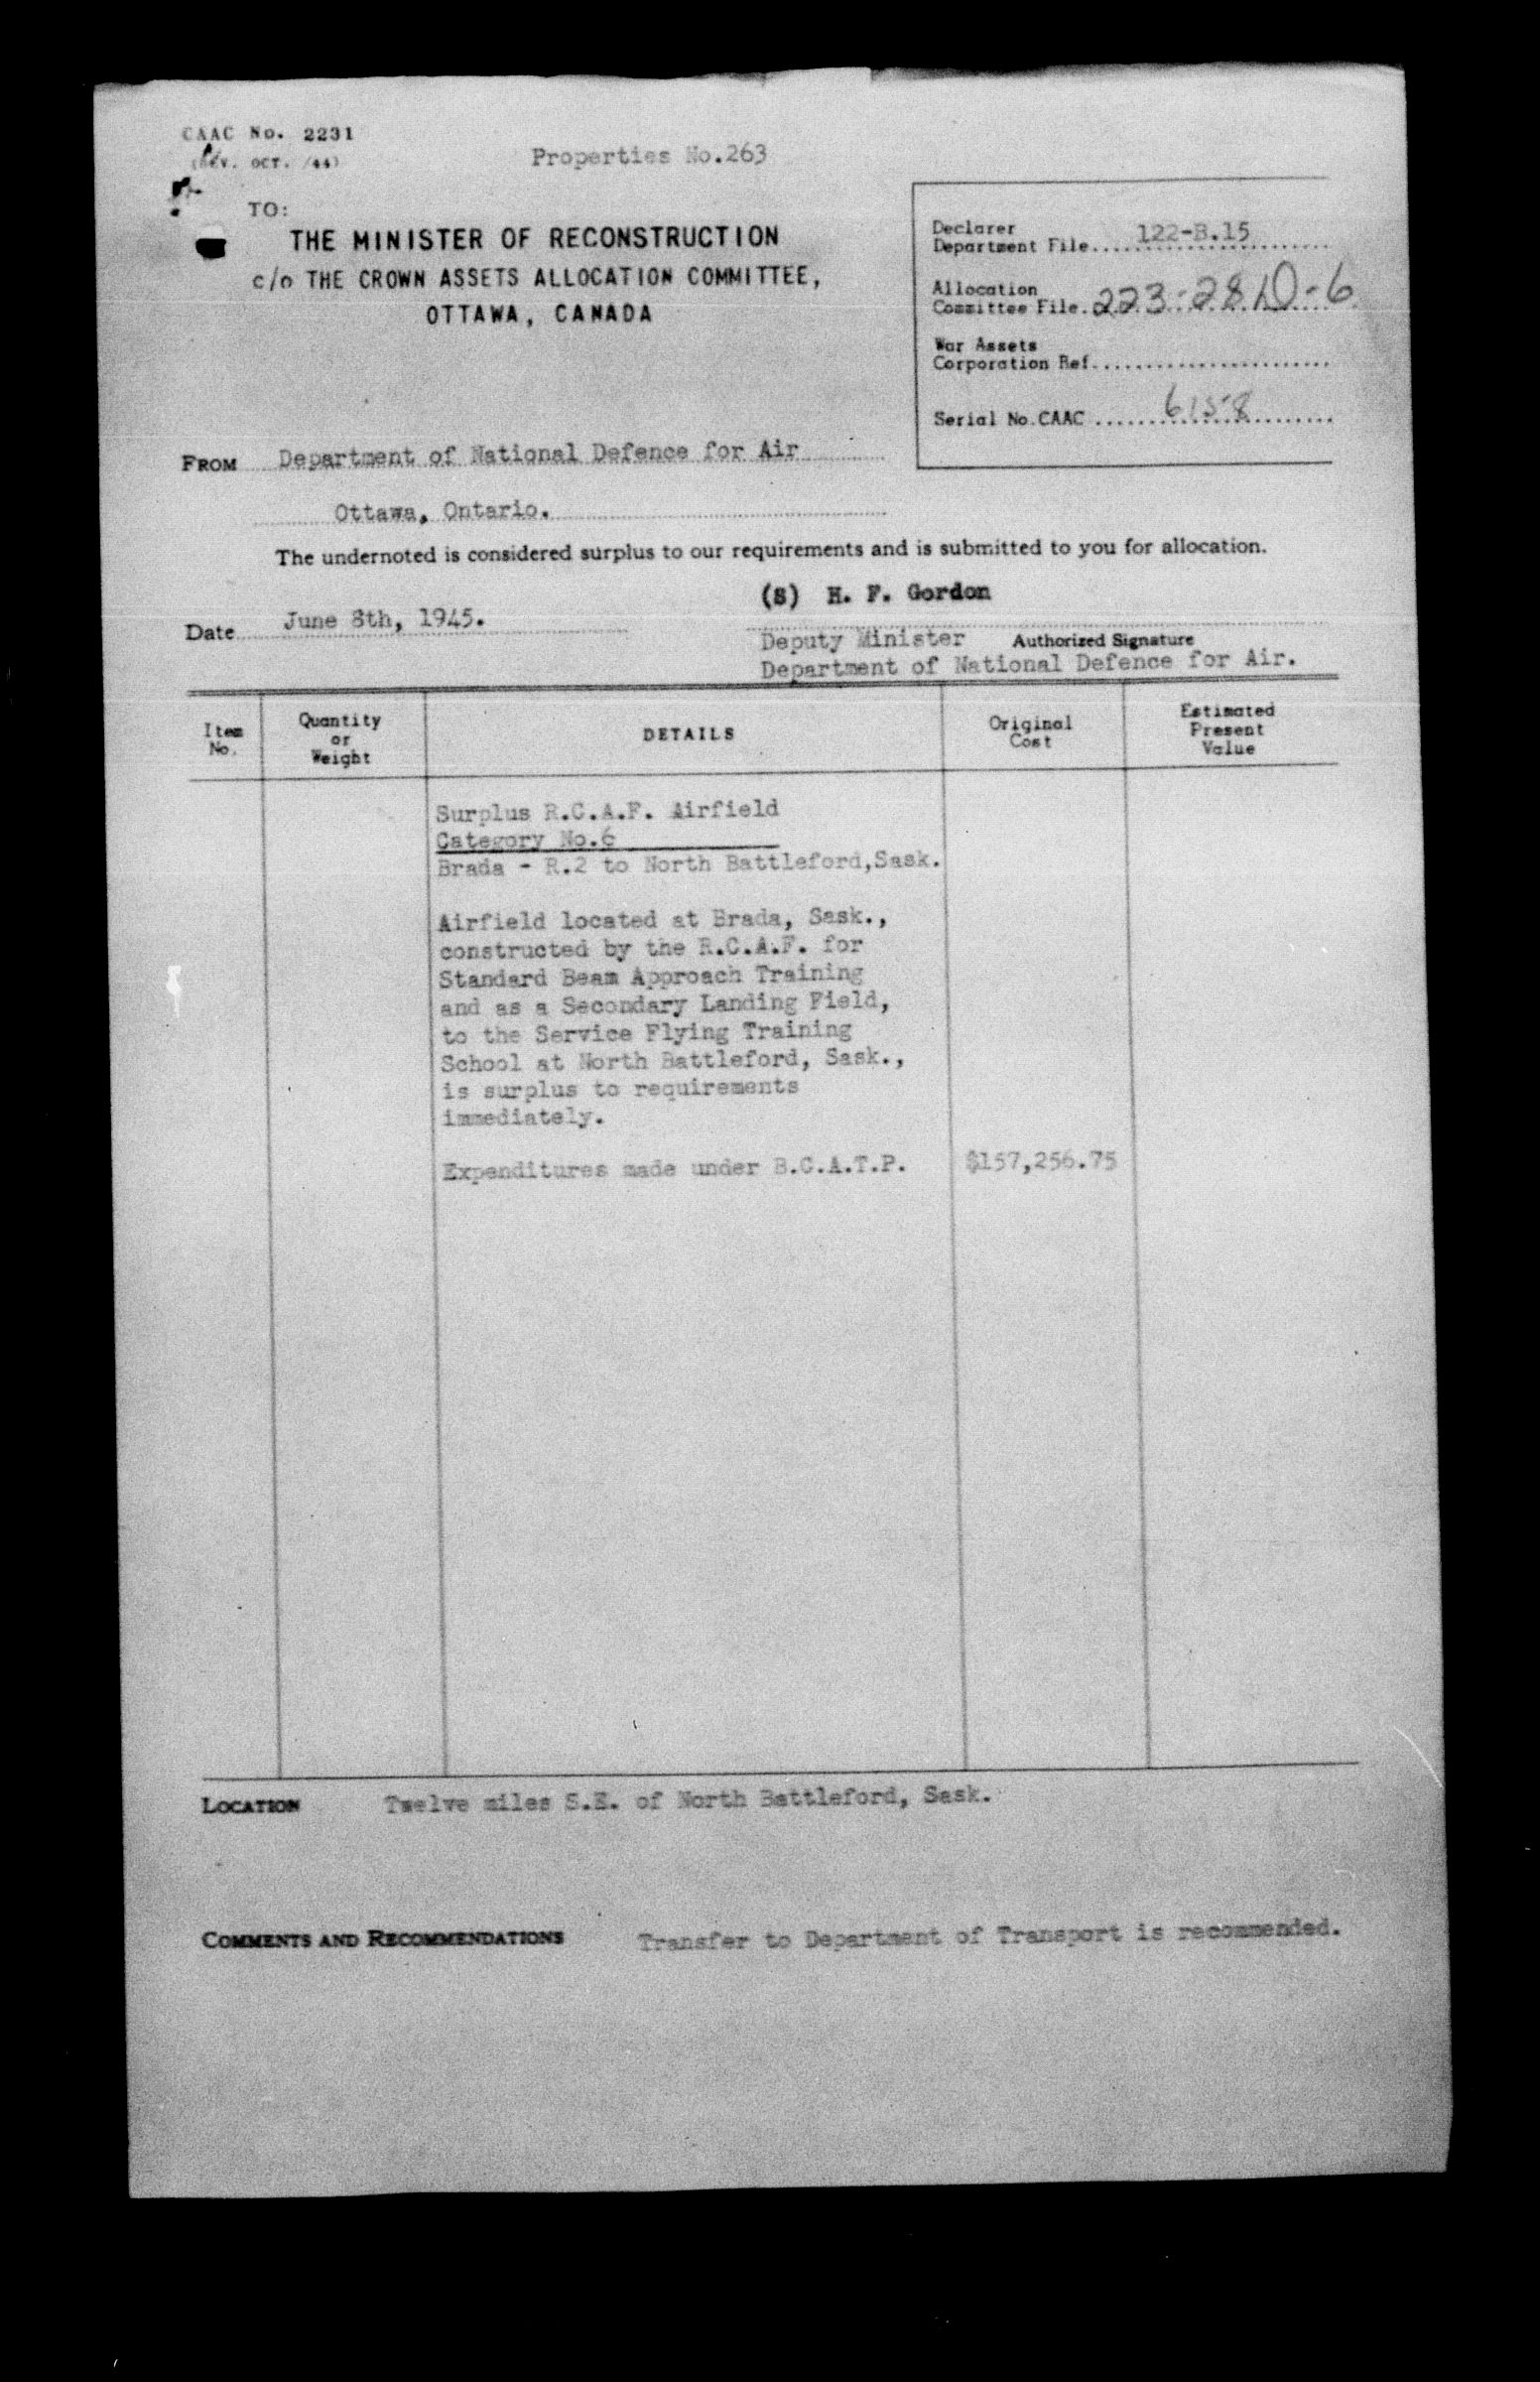 CAAC No. 2231
(Rev. OCT. /44)
Properties No.263
TO:
THE MINISTER OF RECONSTRUCTION
c/o THE CROWN ASSETS ALLOCATION COMMITTEE,
OTTAWA, CANADA
Declarer
Department File 122-B.15
Allocation
Committee File 223-2810-6
War Assets
Corporation Ref
Serial No. CAAC 6158
FROM Department of National Defence for Air
Ottawa, Ontario.
The undernoted is considered surplus to our requirements and is submitted to you for allocation.
(S) H. F. Gordon
Date June 8th, 1945.
Deputy Minister Authorized Signature
Department of National Defence for Air.
Item No.
Quantity or Weight
DETAILS
Original Cost
Estimated Present Value
Surplus R.C.A.F. Airfield
Category No.6
Brada - R.2 to North Battleford, Sask.
Airfield located at Brada, Sask.,
constructed by the R.C.A.F. for
Standard Beam Approach Training
and as a Secondary Landing Field,
to the Service Flying Training
School at North Battleford, Sask.,
is surplus to requirements
immediately.
Expenditures made under B.C.A.T.P. $157,256.75
LOCATION Twelve miles S.E. of North Battleford, Sask.
COMMENTS AND RECOMMENDATIONS Transfer to Department of Transport is recommended.